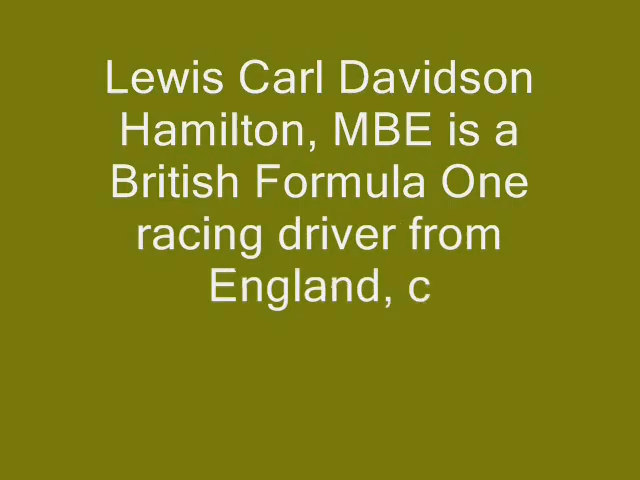 Lewis Carl Davidson
Hamilton, MBE is a
British Formula One
racing driver from
England, c